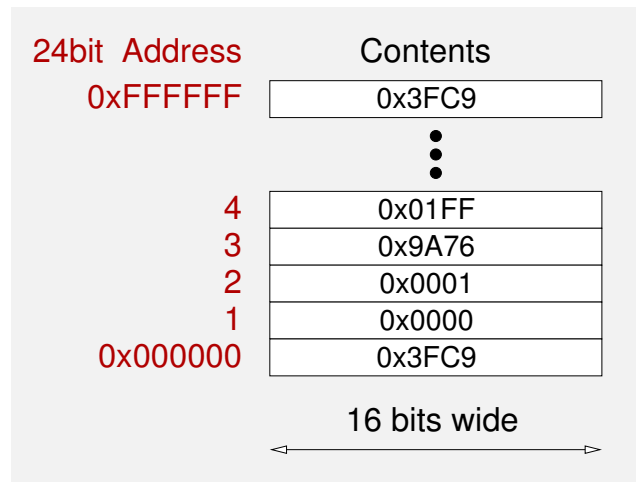 24bit Address Contents
0xFFFFFF 0x3FC9
4 0x01FF
3 0x9A76
2 0x0001
1 0x0000
0x000000 0x3FC9
16 bits wide